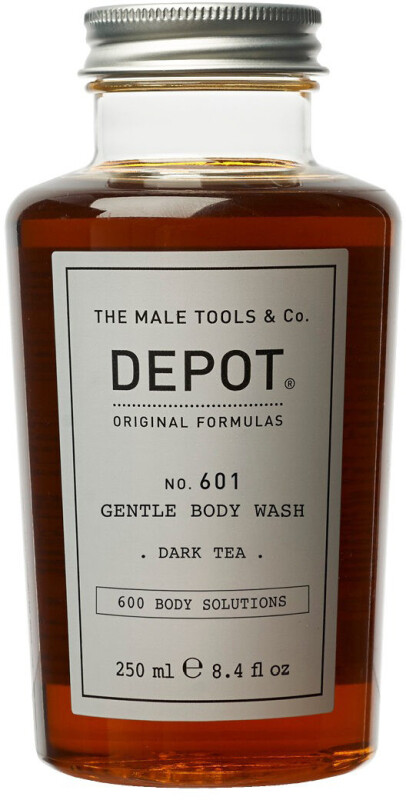 THE MALE TOOLS & Co.
DEPOT®
ORIGINAL FORMULAS
NO. 601
GENTLE BODY WASH
. DARK TEA .
600 BODY SOLUTIONS
250 ml ℮ 8.4 fl oz